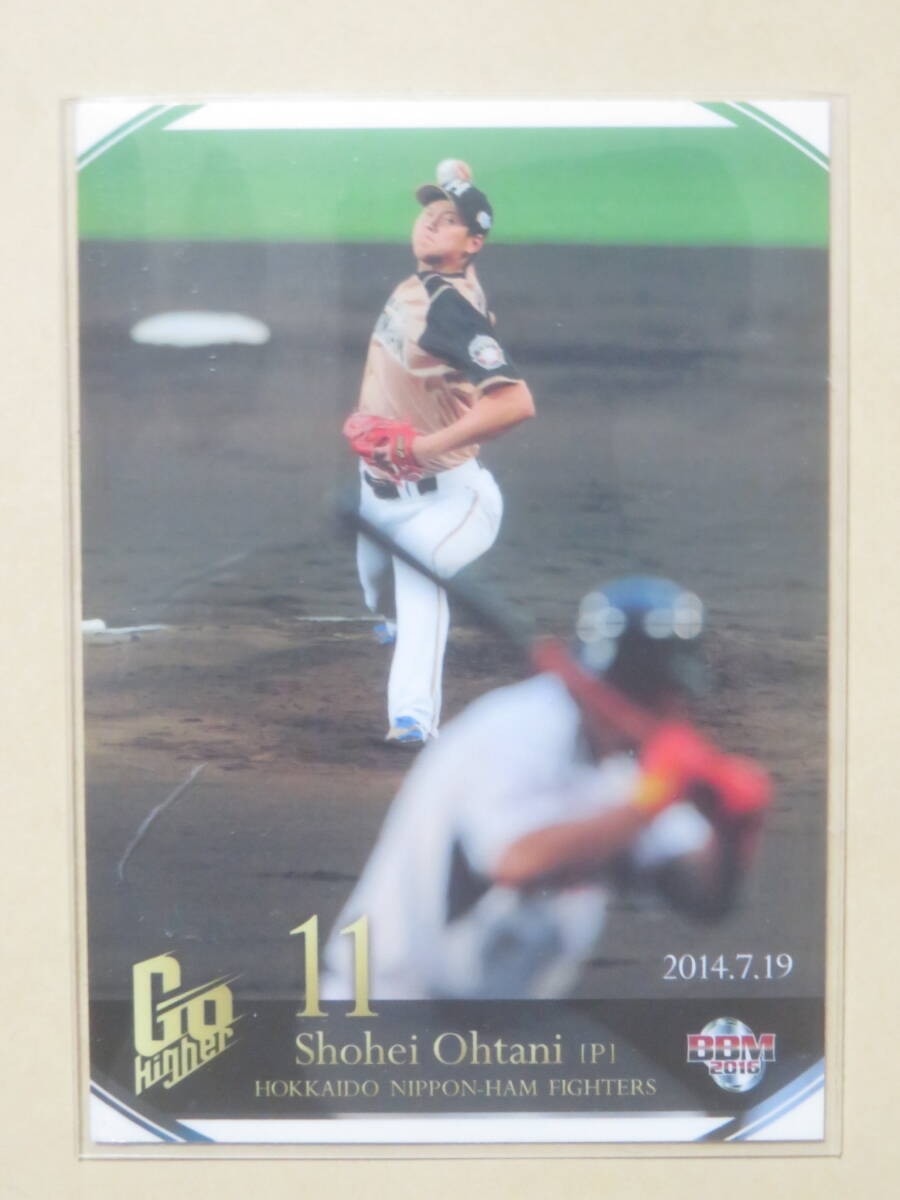 11
2014.7.19
Go
higher
Shohei Ohtani [P]
BBM
2016
HOKKAIDO NIPPON-HAM FIGHTERS